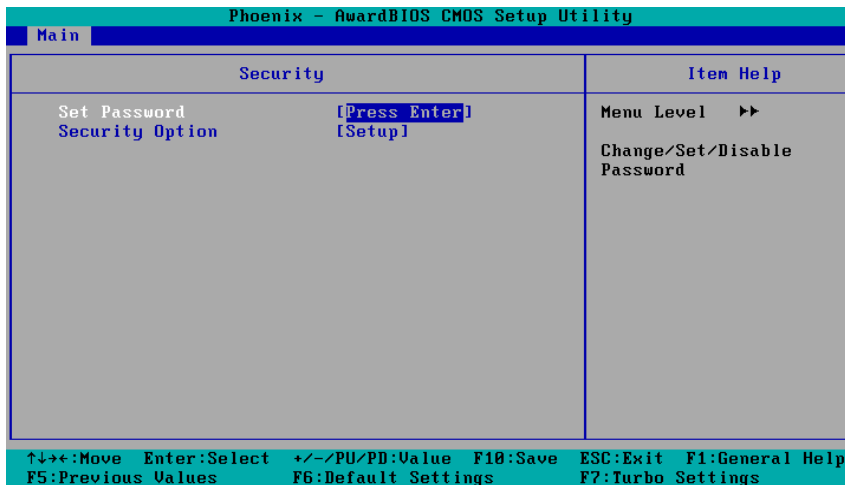 Phoenix - AwardBIOS CMOS Setup Utility
Main
Security
Item Help
Set Password [Press Enter]
Security Option [Setup]
Menu Level ▸▸
Change/Set/Disable
Password
↑↓→←:Move Enter:Select +/-/PU/PD:Value F10:Save ESC:Exit F1:General Help
F5:Previous Values F6:Default Settings F7:Turbo Settings